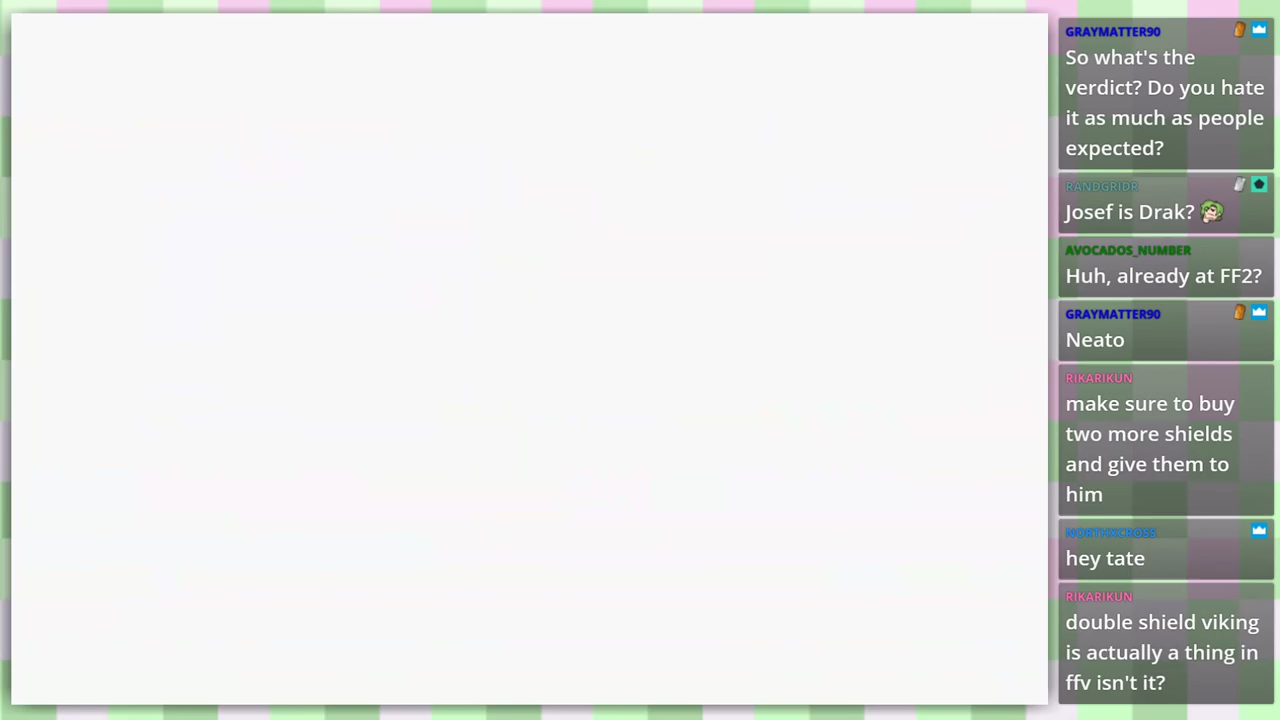 GRAYMATTER90
So what's the
verdict? Do you hate
it as much as people
expected?
RANDGRIDR
Josef is Drak?
AVOCADOS_NUMBER
Huh, already at FF2?
GRAYMATTER90
Neato
RIKARIKUN
make sure to buy
two more shields
and give them to
him
NORTHXCROSS
hey tate
RIKARIKUN
double shield viking
is actually a thing in
ffv isn't it?